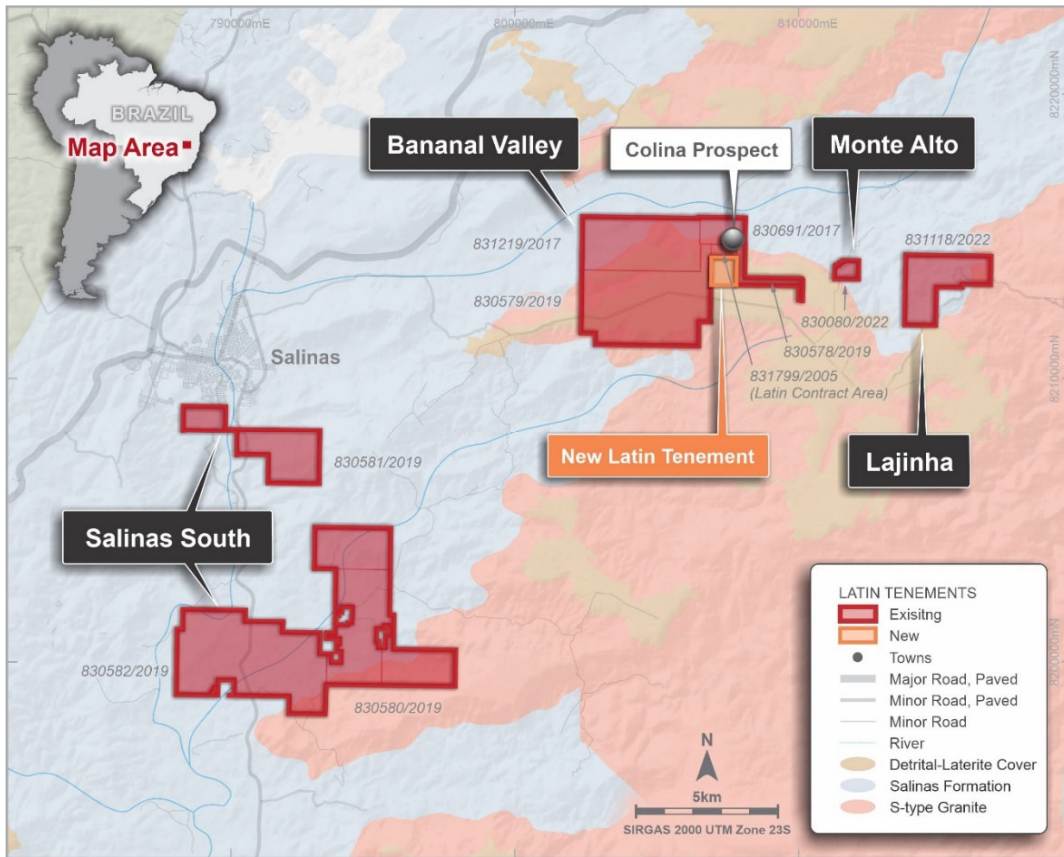 790000mE
800000mE
810000mE
8220000mN
BRAZIL
Map Area
Bananal Valley
Colina Prospect
Monte Alto
831219/2017
830691/2017
831118/2022
830579/2019
830080/2022
830578/2019
831799/2005
(Latin Contract Area)
8210000mN
Salinas
New Latin Tenement
Lajinha
830581/2019
Salinas South
830582/2019
830580/2019
8200000mN
N
5km
SIRGAS 2000 UTM Zone 23S
LATIN TENEMENTS
Exisitng
New
Towns
Major Road, Paved
Minor Road, Paved
Minor Road
River
Detrital-Laterite Cover
Salinas Formation
S-type Granite